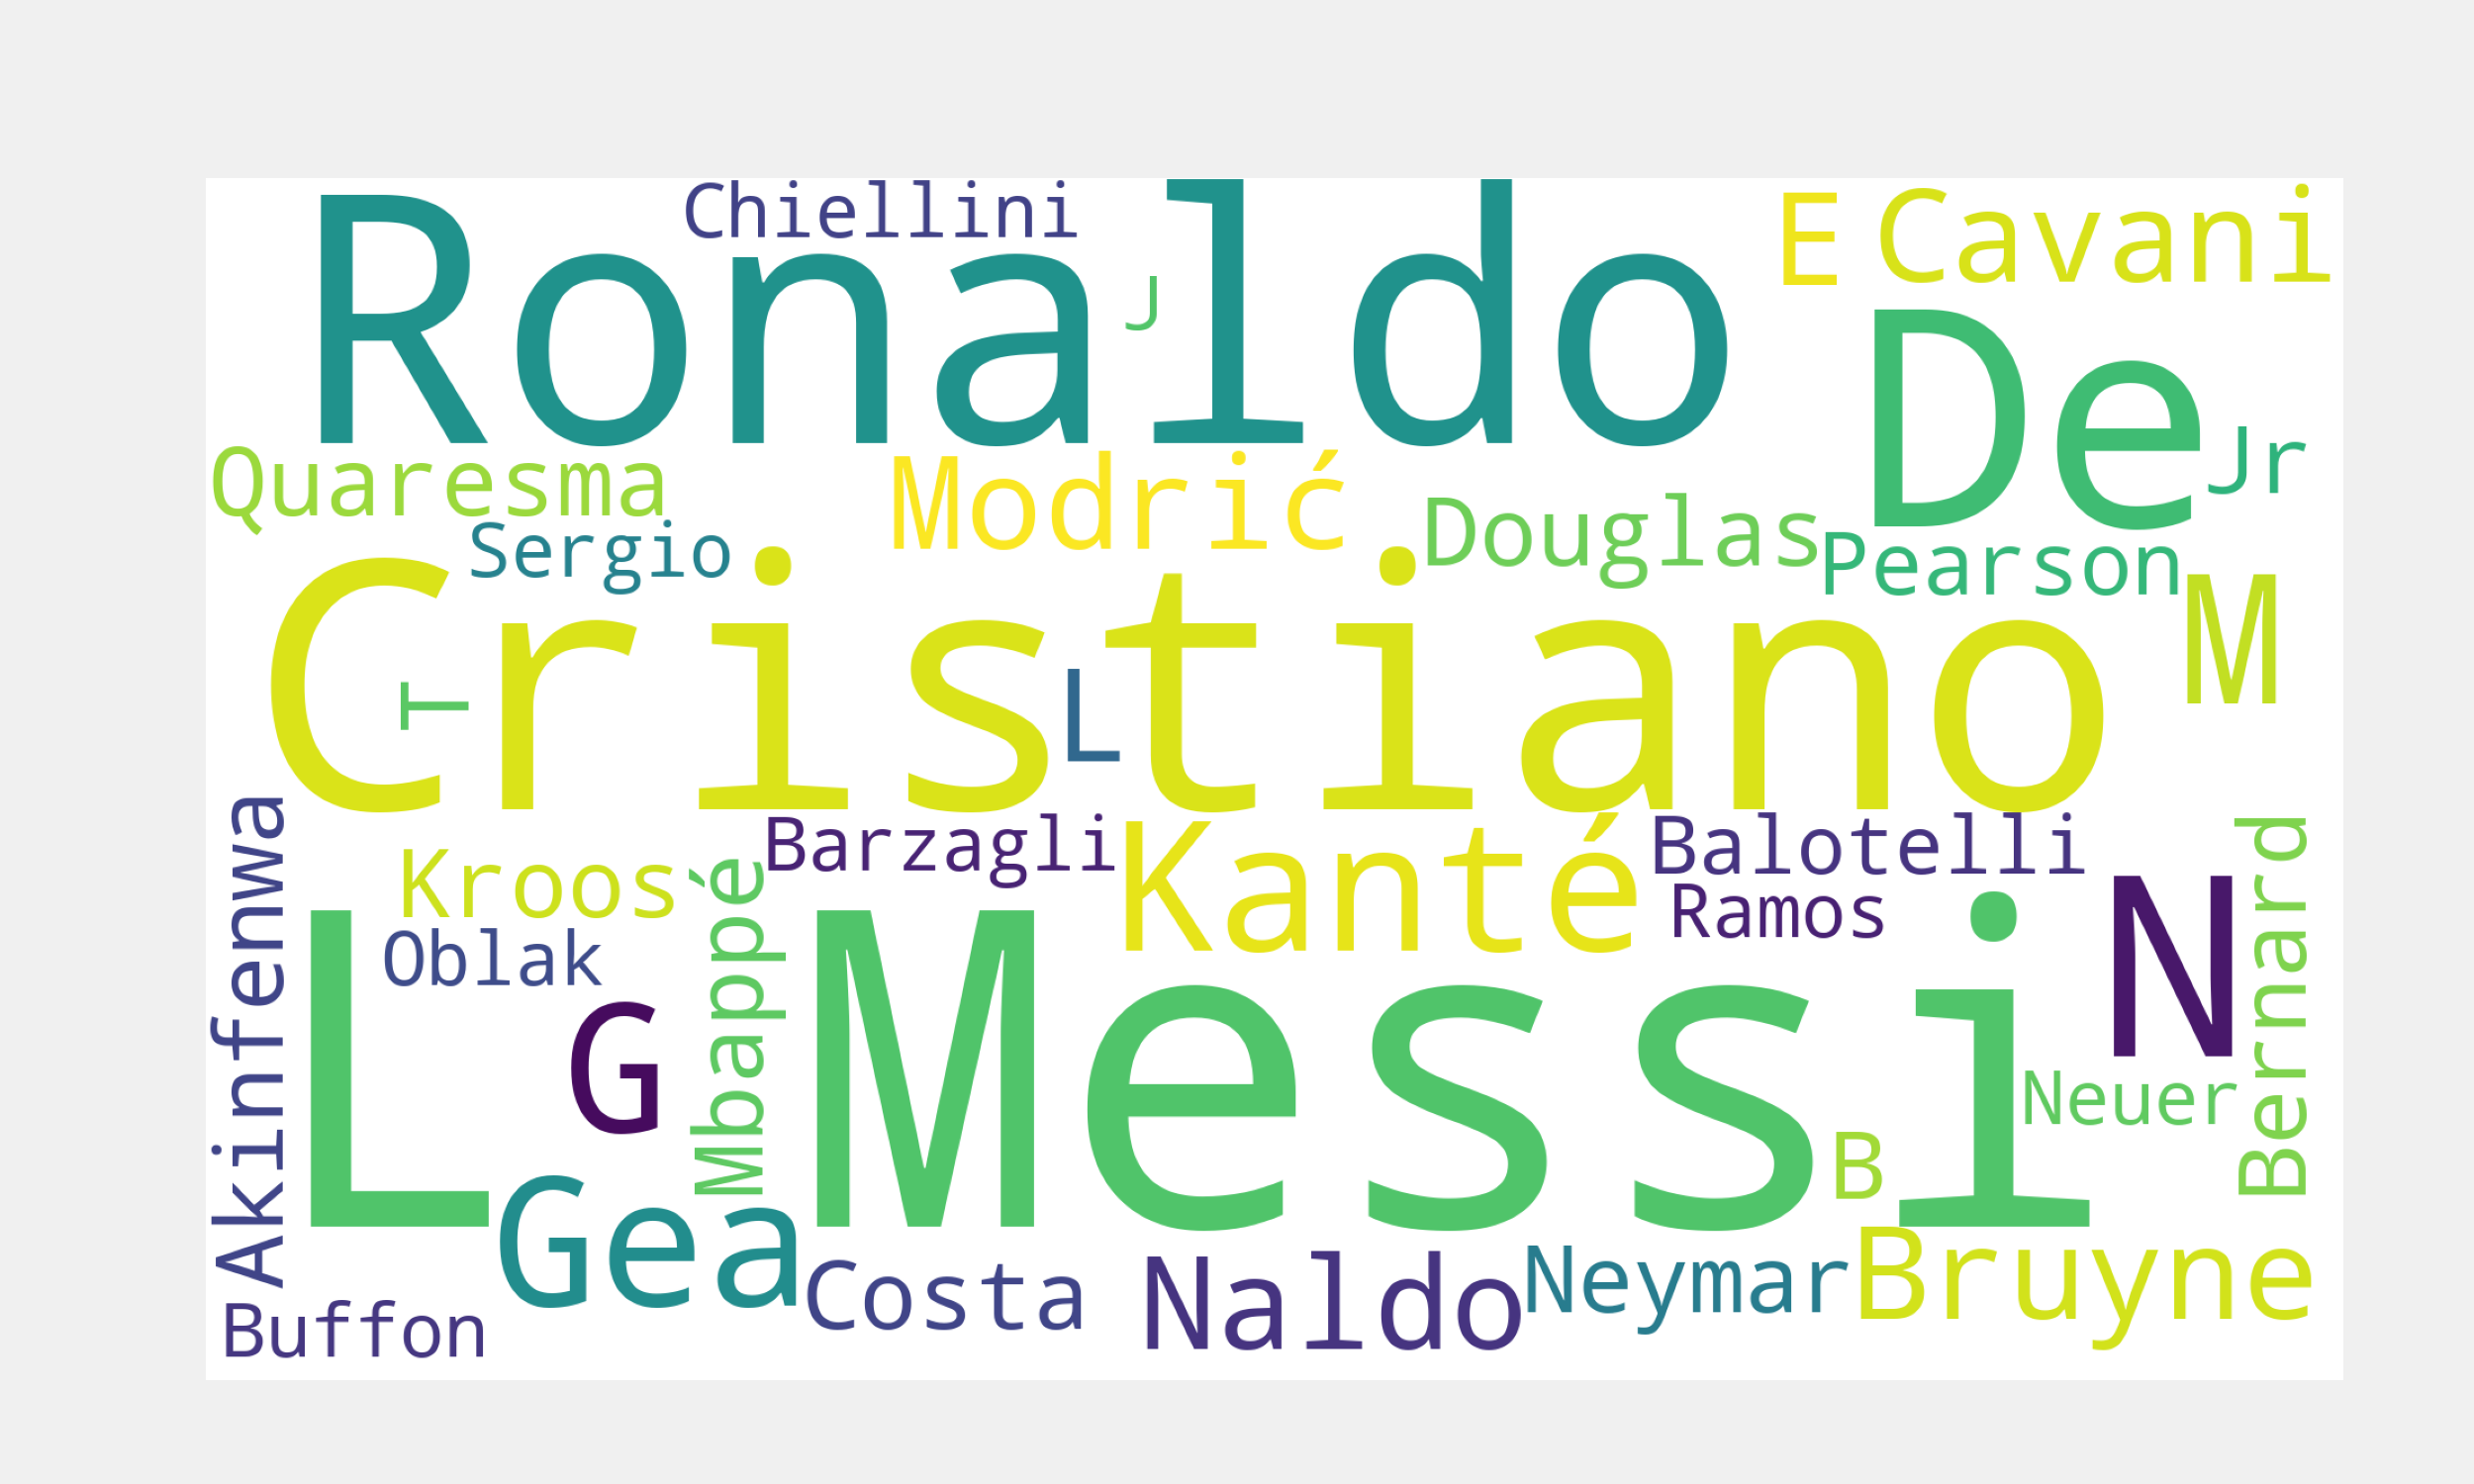 Chiellini
Ronaldo
E
Cavani
J
De
Jr
Quaresma
Modrić
Douglas
Sergio
Pearson
Cristiano
M
T
L
Akinfenwa
Barzagli
Kanté
Balotelli
Bernard
Kroos
Mbappé
Ramos
N
Oblak
L Messi
G
Neuer
B
Gea
Costa
Naldo
Neymar
Bruyne
Buffon